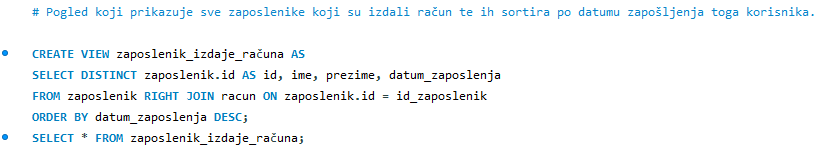 # Pogled koji prikazuje sve zaposlenike koji su izdali račun te ih sortira po datumu zapošljenja toga korisnika.
CREATE VIEW zaposlenik_izdaje_računa AS
SELECT DISTINCT zaposlenik.id AS id, ime, prezime, datum_zaposlenja
FROM zaposlenik RIGHT JOIN racun ON zaposlenik.id = id_zaposlenik
ORDER BY datum_zaposlenja DESC;
SELECT * FROM zaposlenik_izdaje_računa;